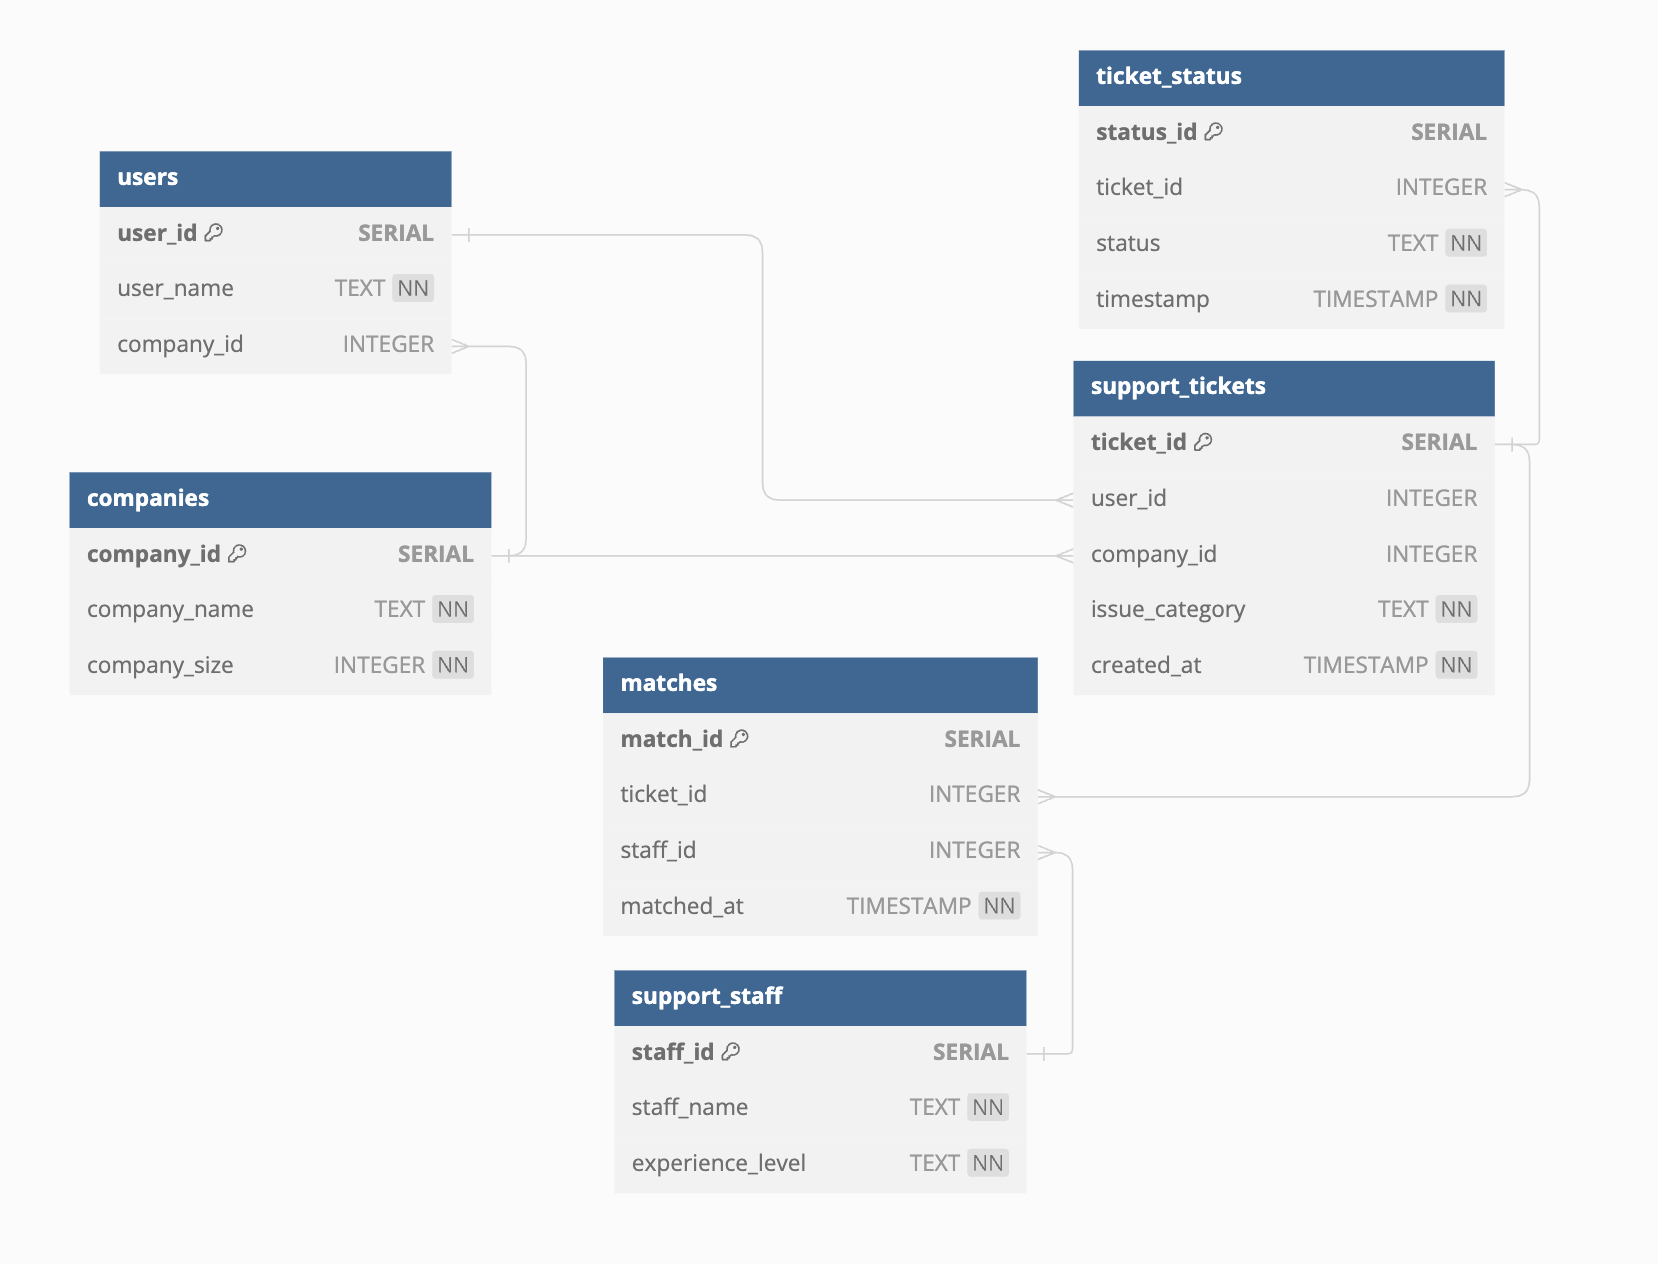 users
user_id SERIAL
user_name TEXT NN
company_id INTEGER
companies
company_id SERIAL
company_name TEXT NN
company_size INTEGER NN
ticket_status
status_id SERIAL
ticket_id INTEGER
status TEXT NN
timestamp TIMESTAMP NN
support_tickets
ticket_id SERIAL
user_id INTEGER
company_id INTEGER
issue_category TEXT NN
created_at TIMESTAMP NN
matches
match_id SERIAL
ticket_id INTEGER
staff_id INTEGER
matched_at TIMESTAMP NN
support_staff
staff_id SERIAL
staff_name TEXT NN
experience_level TEXT NN